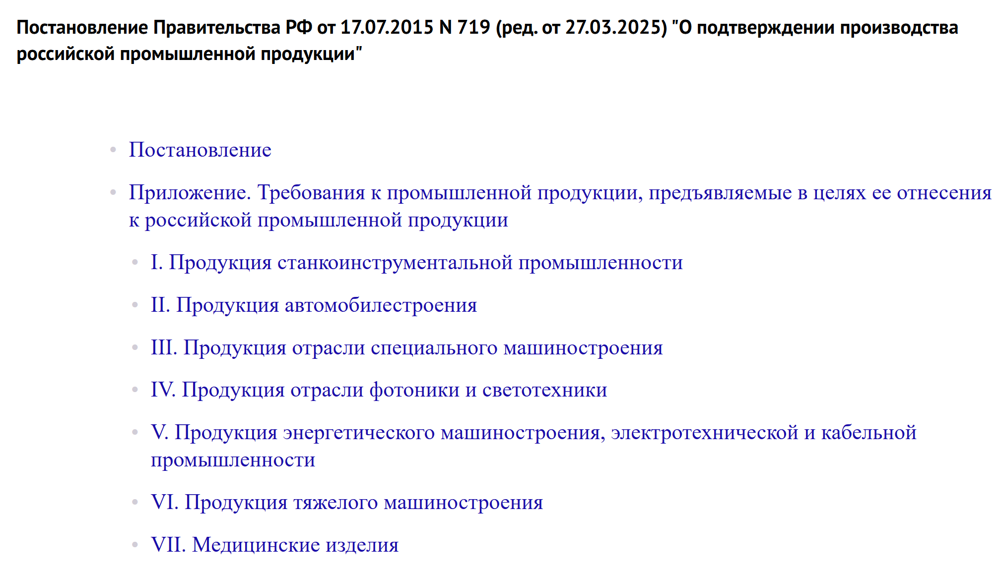 Постановление Правительства РФ от 17.07.2015 N 719 (ред. от 27.03.2025) "О подтверждении производства
российской промышленной продукции"
Постановление
Приложение. Требования к промышленной продукции, предъявляемые в целях ее отнесения
к российской промышленной продукции
I. Продукция станкоинструментальной промышленности
II. Продукция автомобилестроения
III. Продукция отрасли специального машиностроения
IV. Продукция отрасли фотоники и светотехники
V. Продукция энергетического машиностроения, электротехнической и кабельной
промышленности
VI. Продукция тяжелого машиностроения
VII. Медицинские изделия